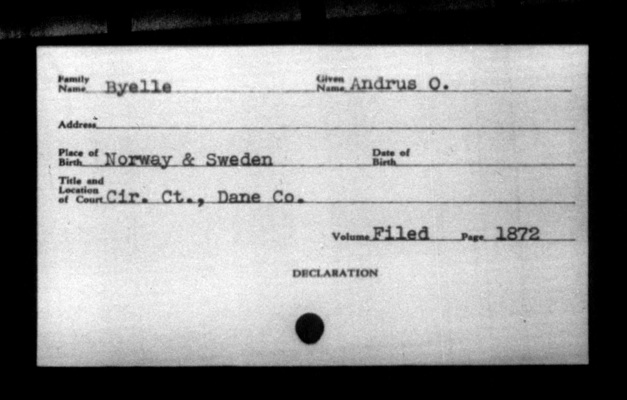 Family Name Byelle Given Name Andrus O.
Address
Place of Birth Norway & Sweden Date of Birth
Title and Location of Court Cir. Ct., Dane Co.
Volume Filed Page 1872
DECLARATION